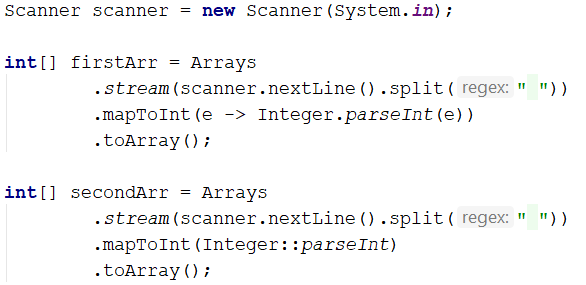 Scanner scanner = new Scanner(System.in);
int[] firstArr = Arrays
.stream(scanner.nextLine().split( regex: " "))
.mapToInt(e -> Integer.parseInt(e))
.toArray();
int[] secondArr = Arrays
.stream(scanner.nextLine().split( regex: " "))
.mapToInt(Integer::parseInt)
.toArray();